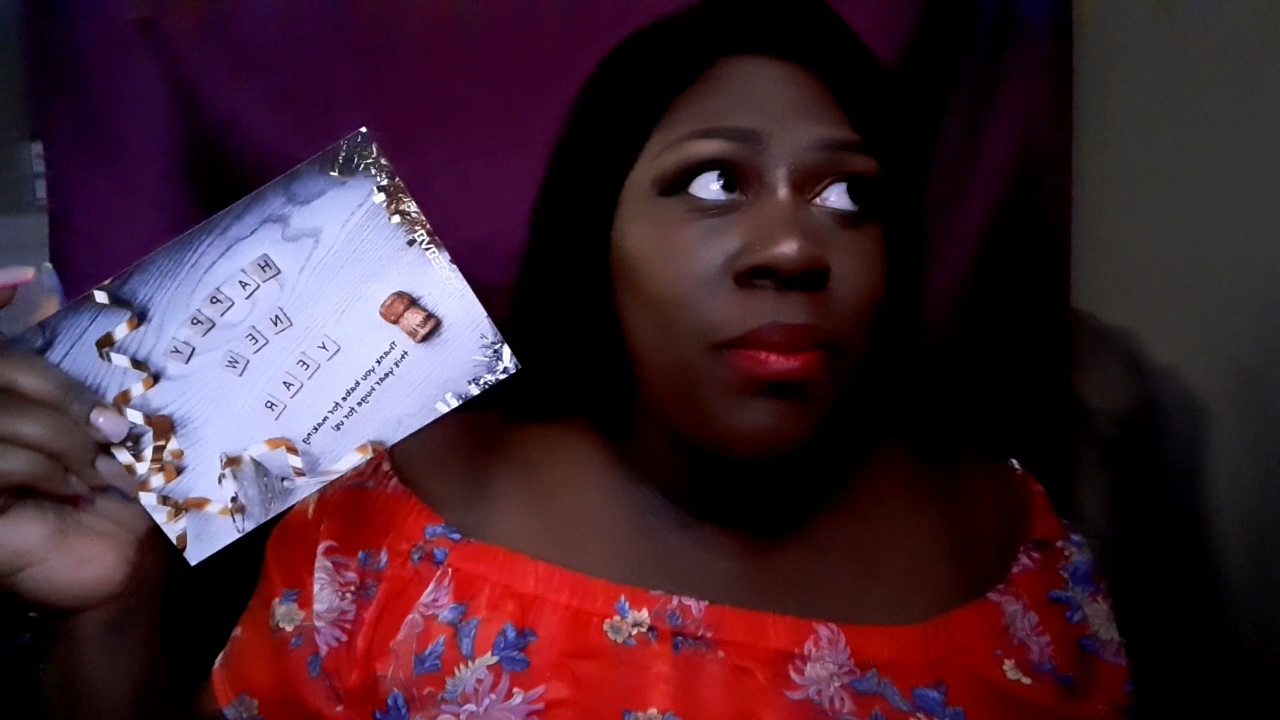 HAPPY
NEW
YEAR
Thank you babe for making
this year huge for us!